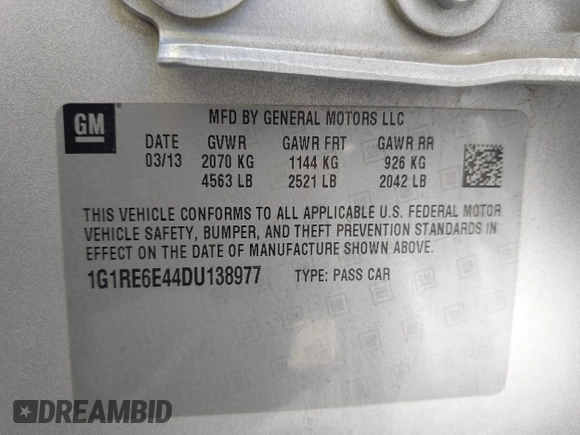 GM
MFD BY GENERAL MOTORS LLC
DATE GVWR GAWR FRT GAWR RR
03/13 2070 KG 1144 KG 926 KG
4563 LB 2521 LB 2042 LB
THIS VEHICLE CONFORMS TO ALL APPLICABLE U.S. FEDERAL MOTOR
VEHICLE SAFETY, BUMPER, AND THEFT PREVENTION STANDARDS IN
EFFECT ON THE DATE OF MANUFACTURE SHOWN ABOVE.
1G1RE6E44DU138977 TYPE: PASS CAR
DREAMBID